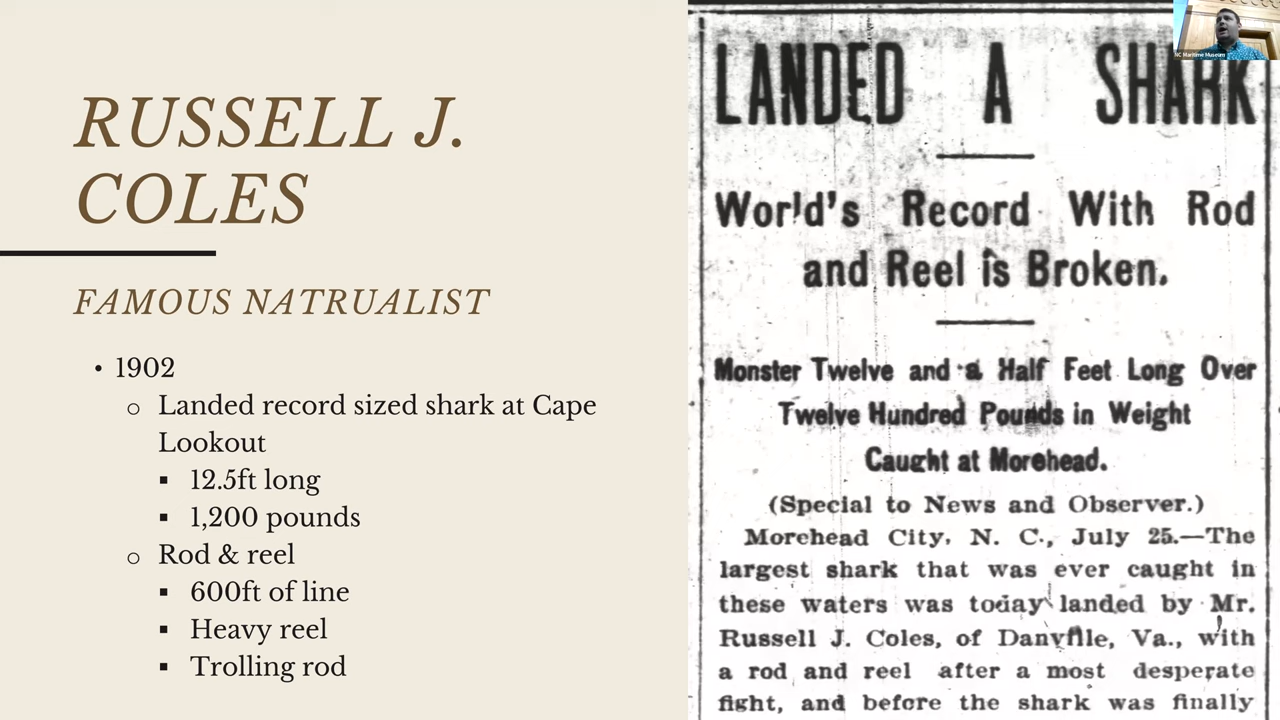 RUSSELL J.
COLES
FAMOUS NATRUALIST
• 1902
o Landed record sized shark at Cape
Lookout
▪ 12.5ft long
▪ 1,200 pounds
o Rod & reel
▪ 600ft of line
▪ Heavy reel
▪ Trolling rod
LANDED A SHARK
World's Record With Rod
and Reel is Broken.
Monster Twelve and a Half Feet Long Over
Twelve Hundred Pounds in Weight
Caught at Morehead.
(Special to News and Observer.)
Morehead City, N. C., July 25.—The
largest shark that was ever caught in
these waters was today landed by Mr.
Russell J. Coles, of Danville, Va., with
a rod and reel after a most desperate
fight, and before the shark was finally
NC Maritime Museum